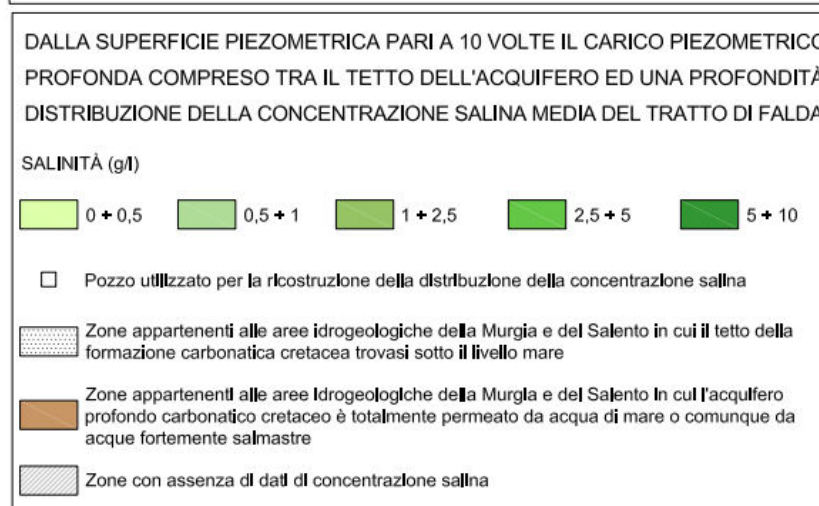 DALLA SUPERFICIE PIEZOMETRICA PARI A 10 VOLTE IL CARICO PIEZOMETRICO
PROFONDA COMPRESO TRA IL TETTO DELL'ACQUIFERO ED UNA PROFONDITÀ
DISTRIBUZIONE DELLA CONCENTRAZIONE SALINA MEDIA DEL TRATTO DI FALDA
SALINITÀ (g/l)
0 ÷ 0,5 0,5 ÷ 1 1 ÷ 2,5 2,5 ÷ 5 5 ÷ 10
Pozzo utilizzato per la ricostruzione della distribuzione della concentrazione salina
Zone appartenenti alle aree idrogeologiche della Murgia e del Salento in cui il tetto della
formazione carbonatica cretacea trovasi sotto il livello mare
Zone appartenenti alle aree idrogeologiche della Murgia e del Salento in cui l'acquifero
profondo carbonatico cretaceo è totalmente permeato da acqua di mare o comunque da
acque fortemente salmastre
Zone con assenza di dati di concentrazione salina